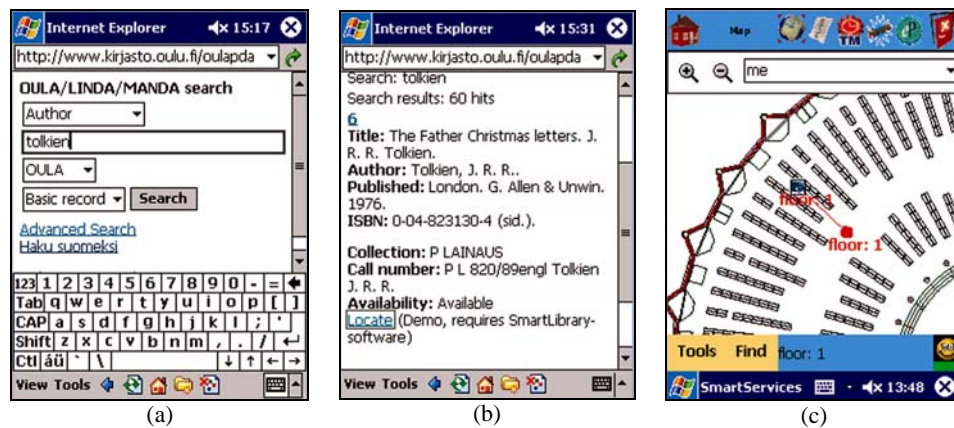 Internet Explorer 15:17
http://www.kirjasto.oulu.fi/oulapda
OULA/LINDA/MANDA search
Author
tolkien
OULA
Basic record Search
Advanced Search
Haku suomeksi
123 1 2 3 4 5 6 7 8 9 0 - =
Tab q w e r t y u i o p [ ]
CAP a s d f g h j k l ; '
Shift z x c v b n m , . /
Ctl áü ` \
View Tools
(a)
Internet Explorer 15:31
http://www.kirjasto.oulu.fi/oulapda
Search: tolkien
Search results: 60 hits
6
Title: The Father Christmas letters. J.
R. R. Tolkien.
Author: Tolkien, J. R. R..
Published: London. G. Allen & Unwin.
1976.
ISBN: 0-04-823130-4 (sid.).
Collection: P LAINAUS
Call number: P L 820/89engl Tolkien
J. R. R.
Availability: Available
Locate (Demo, requires SmartLibrary-
software)
View Tools
(b)
Map TM
me
floor: 1
floor: 1
Tools Find floor: 1
SmartServices 13:48
(c)